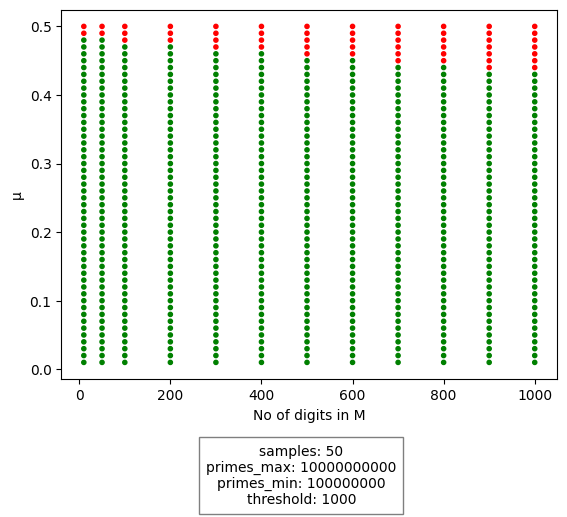 0.5
0.4
0.3
0.2
0.1
0.0
μ
0 200 400 600 800 1000
No of digits in M
samples: 50
primes_max: 10000000000
primes_min: 100000000
threshold: 1000